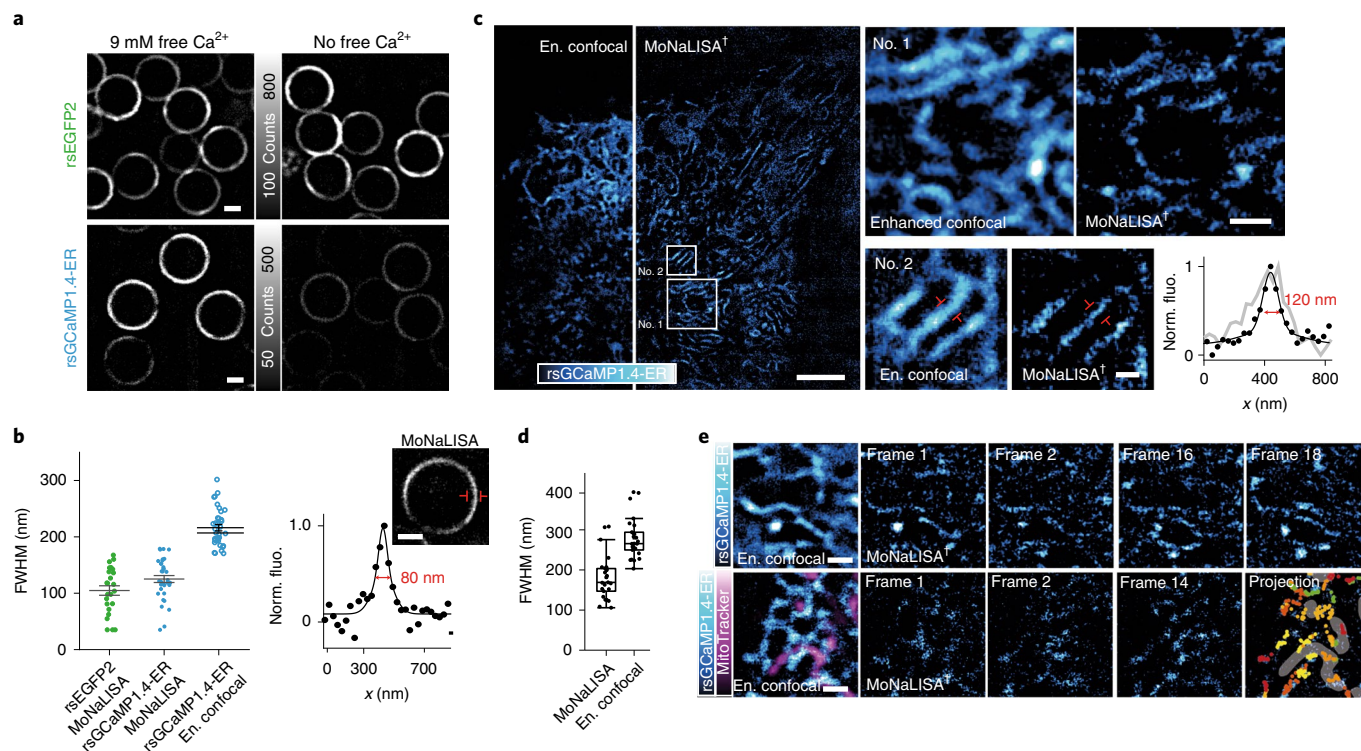 a
9 mM free Ca²⁺
No free Ca²⁺
rsEGFP2
100 Counts 800
rsGCaMP1.4-ER
50 Counts 500
b
FWHM (nm)
300
200
100
0
rsEGFP2
MoNaLISA
rsGCaMP1.4-ER
MoNaLISA
rsGCaMP1.4-ER
En. confocal
MoNaLISA
Norm. fluo.
1.0
0
80 nm
0 300 700
x (nm)
c
En. confocal
MoNaLISA†
No. 2
No. 1
rsGCaMP1.4-ER
No. 1
Enhanced confocal
MoNaLISA†
No. 2
En. confocal
MoNaLISA†
Norm. fluo.
1
0
120 nm
0 400 800
x (nm)
d
FWHM (nm)
400
300
200
100
0
MoNaLISA
En. confocal
e
rsGCaMP1.4-ER
En. confocal
Frame 1
MoNaLISA†
Frame 2
Frame 16
Frame 18
rsGCaMP1.4-ER
MitoTracker
En. confocal
Frame 1
MoNaLISA†
Frame 2
Frame 14
Projection